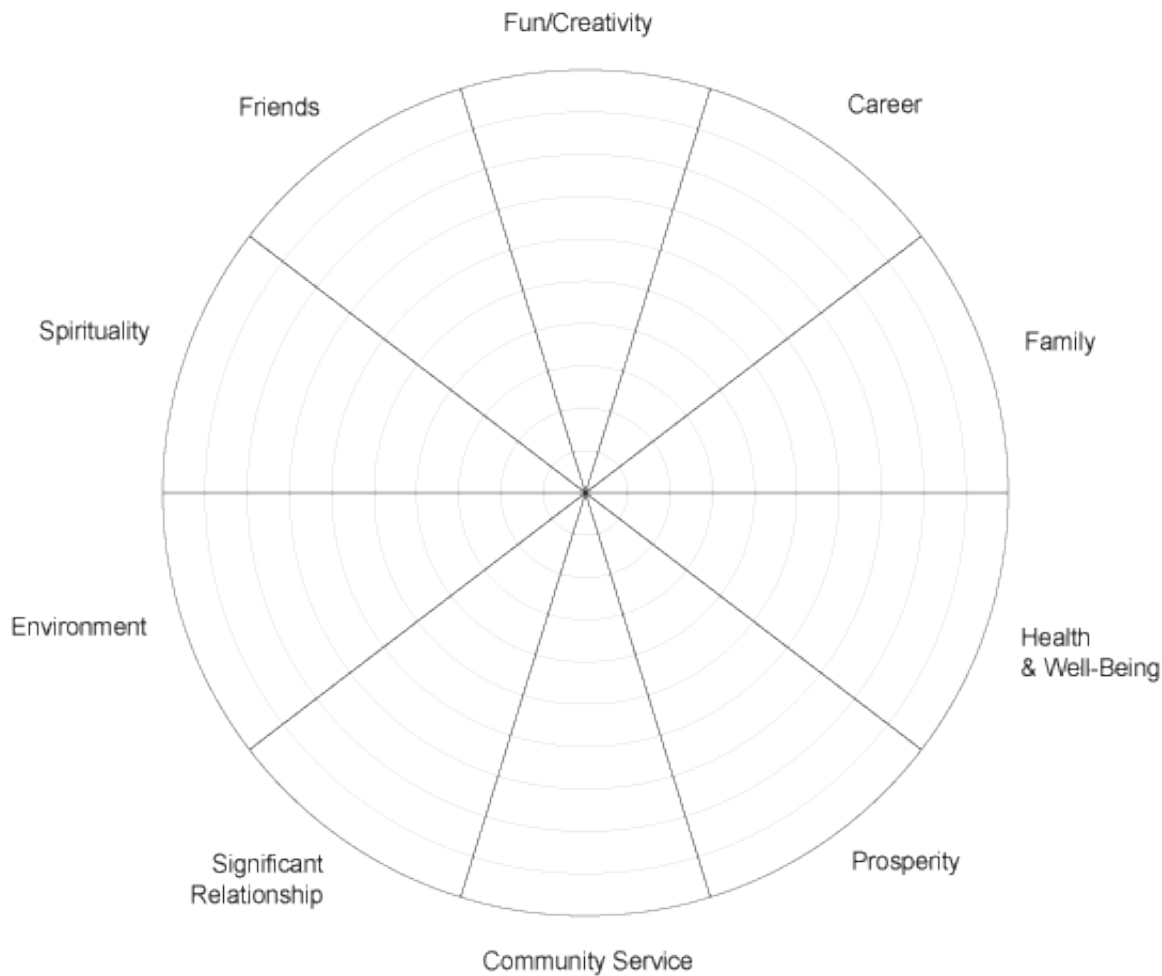 Fun/Creativity
Friends
Career
Spirituality
Family
Environment
Health
& Well-Being
Significant
Relationship
Prosperity
Community Service